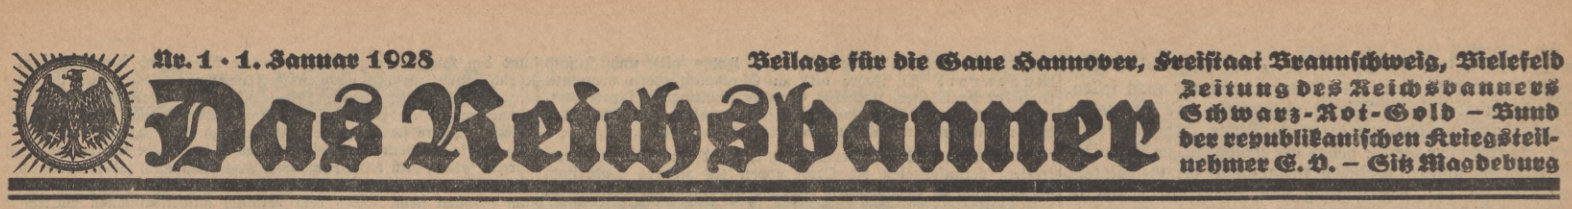 Nr. 1 · 1. Januar 1928
Beilage für die Gaue Hannover, Freistaat Braunschweig, Bielefeld
Das Reichsbanner
Zeitung des Reichsbanners
Schwarz-Rot-Gold – Bund
der republikanischen Kriegsteil-
nehmer E. V. – Sitz Magdeburg